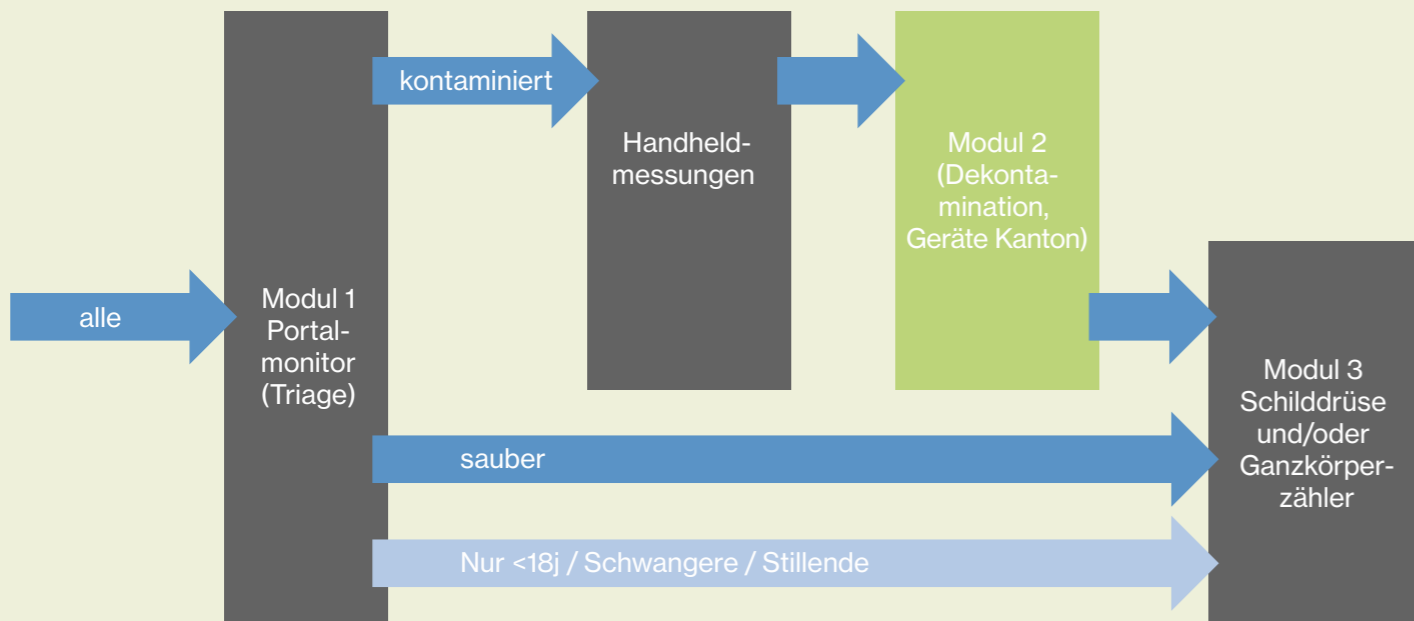 alle
Modul 1
Portal-
monitor
(Triage)
kontaminiert
Handheld-
messungen
Modul 2
(Dekonta-
mination,
Geräte Kanton)
sauber
Nur <18j / Schwangere / Stillende
Modul 3
Schilddrüse
und/oder
Ganzkörper-
zähler